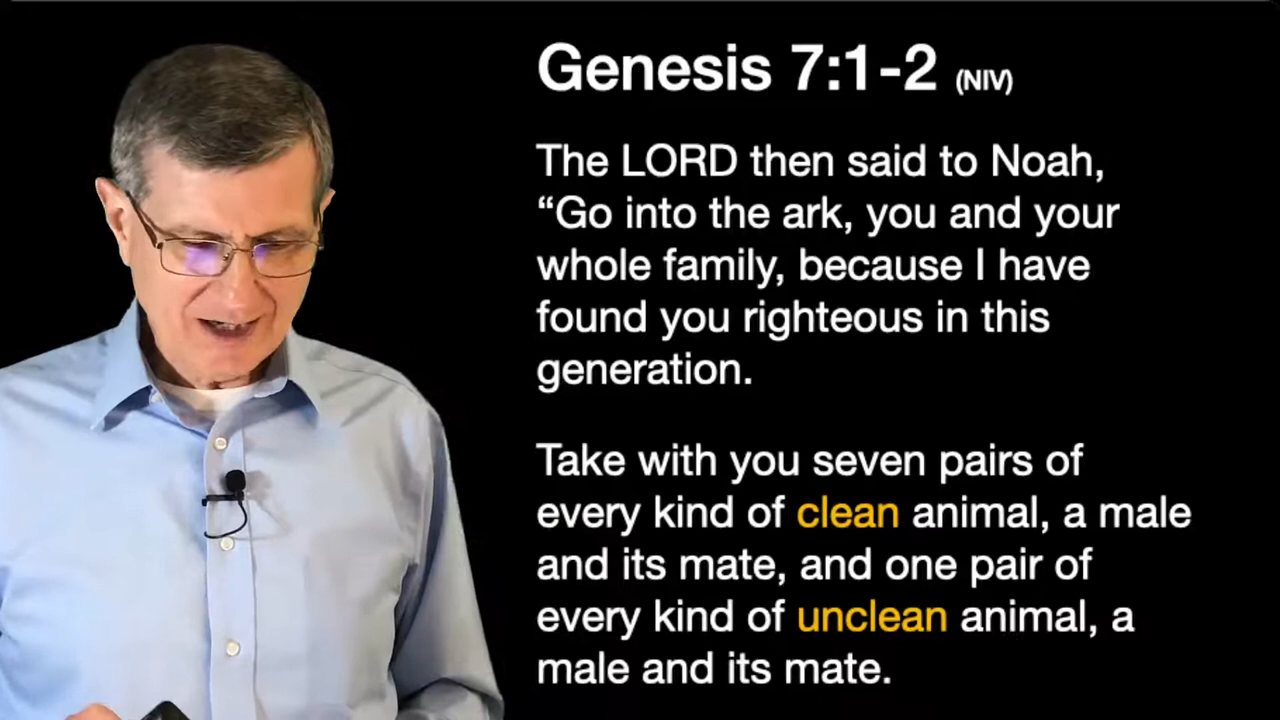 Genesis 7:1-2 (NIV)
The LORD then said to Noah,
“Go into the ark, you and your
whole family, because I have
found you righteous in this
generation.
Take with you seven pairs of
every kind of clean animal, a male
and its mate, and one pair of
every kind of unclean animal, a
male and its mate.